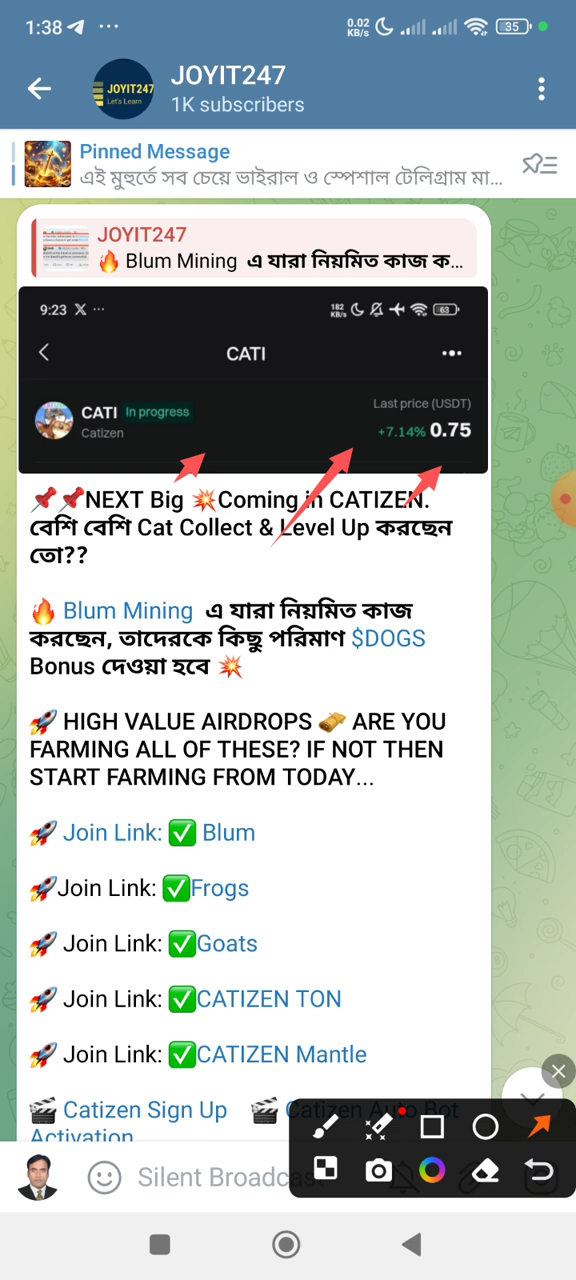 1:38 ... 0.02 KB/s 35
JOYIT247
Let's Learn
JOYIT247
1K subscribers
Pinned Message
এই মুহুর্তে সব চেয়ে ভাইরাল ও স্পেশাল টেলিগ্রাম মা...
JOYIT247
🔥 Blum Mining এ যারা নিয়মিত কাজ ক...
9:23 X ... 182 KB/s 63
CATI
CATI In progress
Catizen
Last price (USDT)
+7.14% 0.75
📌📌NEXT Big 💥Coming in CATIZEN.
বেশি বেশি Cat Collect & Level Up করছেন
তো??
🔥 Blum Mining এ যারা নিয়মিত কাজ
করছেন, তাদেরকে কিছু পরিমাণ $DOGS
Bonus দেওয়া হবে 💥
🚀 HIGH VALUE AIRDROPS 🪙 ARE YOU
FARMING ALL OF THESE? IF NOT THEN
START FARMING FROM TODAY...
🚀 Join Link: ✅ Blum
🚀Join Link: ✅Frogs
🚀 Join Link: ✅Goats
🚀 Join Link: ✅CATIZEN TON
🚀 Join Link: ✅CATIZEN Mantle
🎬 Catizen Sign Up 🎬 Catizen Auto Bot
Activation
Silent Broadcas